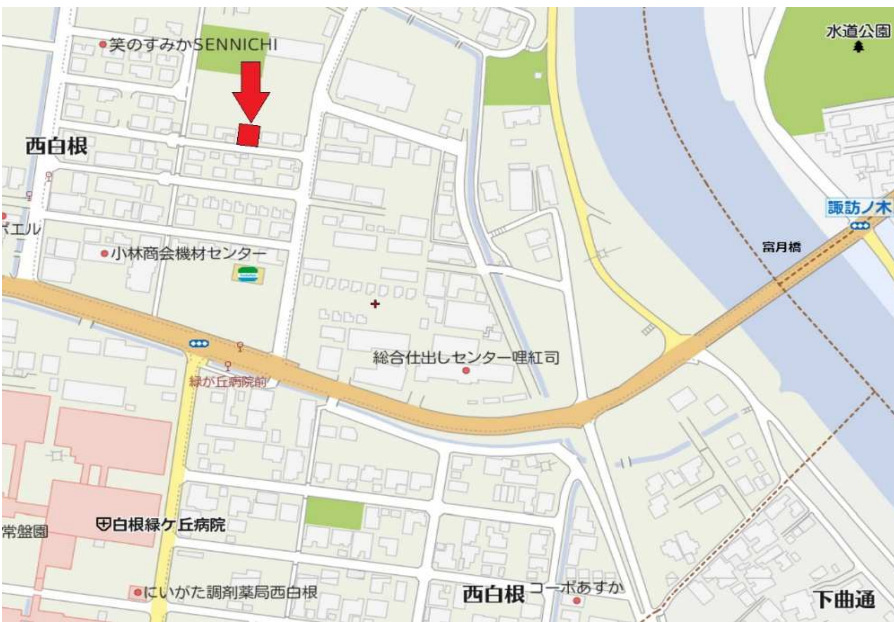 笑のすみかSENNICHI
水道公園
西白根
諏訪ノ木
ポエル
富月橋
小林商会機材センター
総合仕出しセンター哩紅司
緑が丘病院前
白根緑ケ丘病院
常盤園
にいがた調剤薬局西白根
西白根
コーポあすか
下曲通